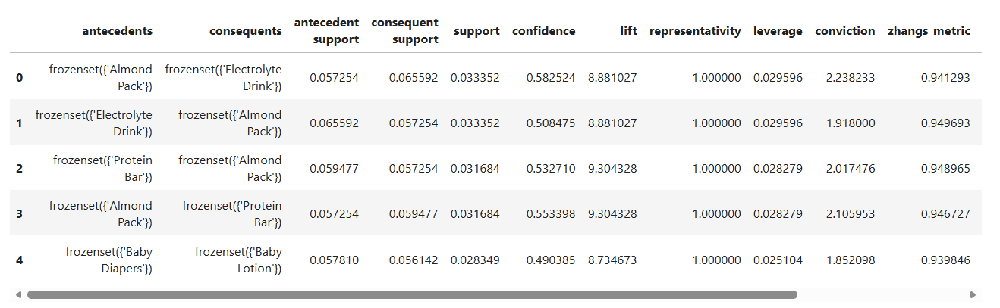 antecedents consequents antecedent support consequent support support confidence lift representativity leverage conviction zhangs_metric
0 frozenset({'Almond Pack'}) frozenset({'Electrolyte Drink'}) 0.057254 0.065592 0.033352 0.582524 8.881027 1.000000 0.029596 2.238233 0.941293
1 frozenset({'Electrolyte Drink'}) frozenset({'Almond Pack'}) 0.065592 0.057254 0.033352 0.508475 8.881027 1.000000 0.029596 1.918000 0.949693
2 frozenset({'Protein Bar'}) frozenset({'Almond Pack'}) 0.059477 0.057254 0.031684 0.532710 9.304328 1.000000 0.028279 2.017476 0.948965
3 frozenset({'Almond Pack'}) frozenset({'Protein Bar'}) 0.057254 0.059477 0.031684 0.553398 9.304328 1.000000 0.028279 2.105953 0.946727
4 frozenset({'Baby Diapers'}) frozenset({'Baby Lotion'}) 0.057810 0.056142 0.028349 0.490385 8.734673 1.000000 0.025104 1.852098 0.939846